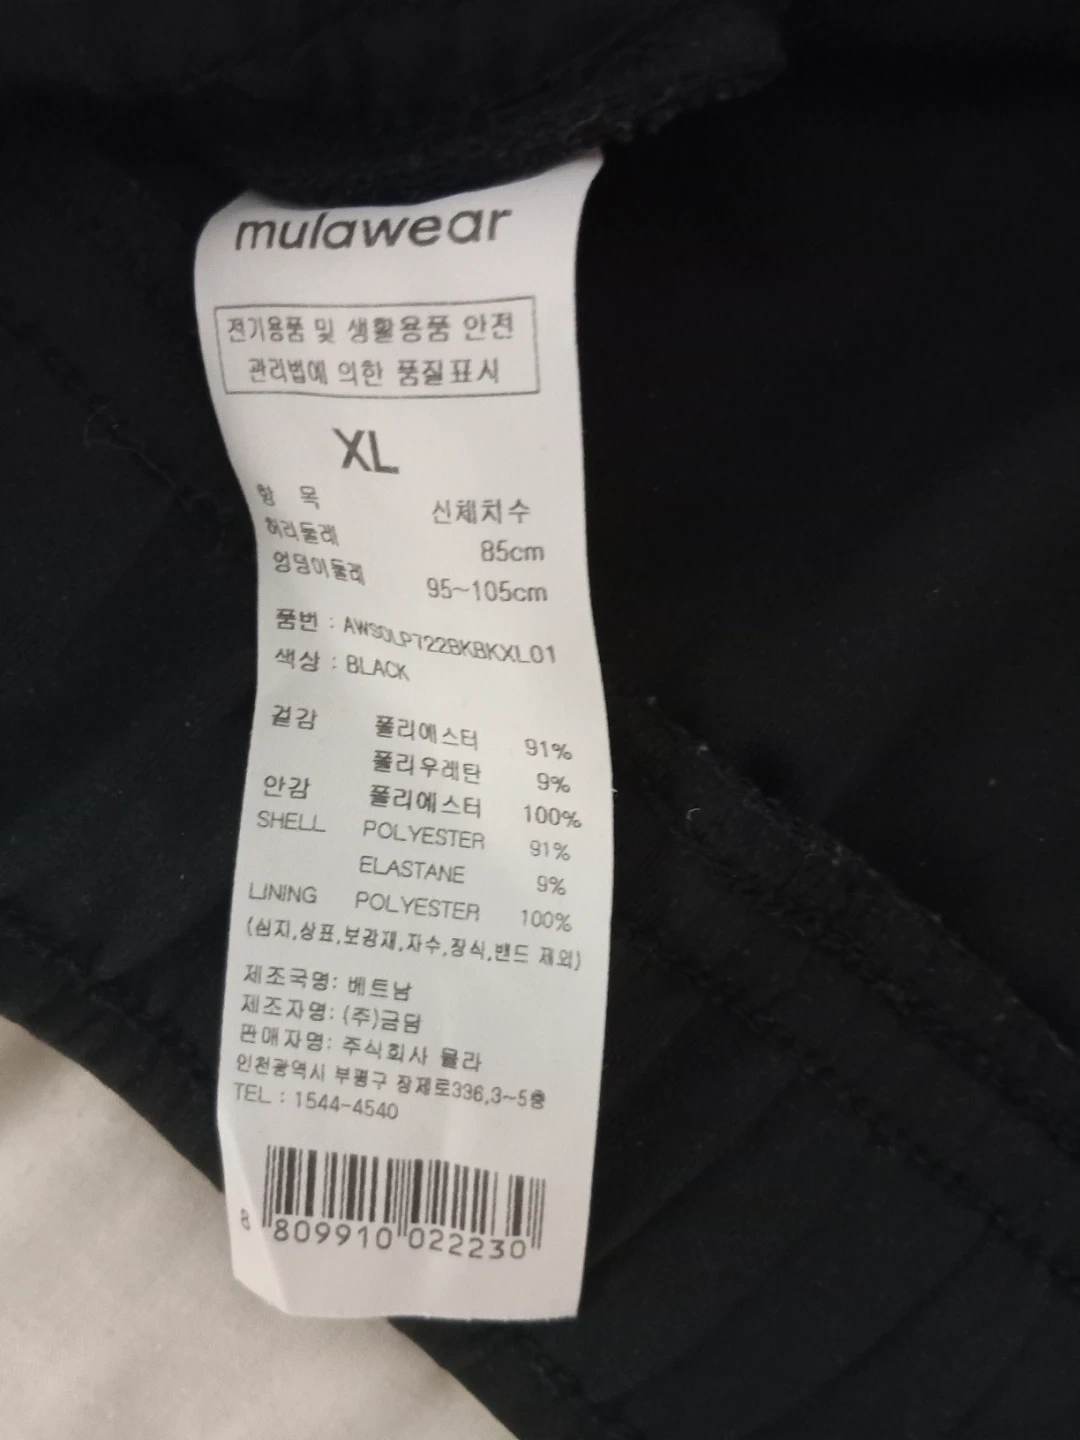 mulawear
전기용품 및 생활용품 안전
관리법에 의한 품질표시
XL
항 목 신체치수
허리둘레 85cm
엉덩이둘레 95~105cm
품번 : AWSOLP722BKBKXL01
색상 : BLACK
겉감 폴리에스터 91%
폴리우레탄 9%
안감 폴리에스터 100%
SHELL POLYESTER 91%
ELASTANE 9%
LINING POLYESTER 100%
(심지,상표,보강재,자수,장식,밴드 제외)
제조국명: 베트남
제조자명: (주)금담
판매자명: 주식회사 뮬라
인천광역시 부평구 장제로336,3~5층
TEL : 1544-4540
8 809910 022230